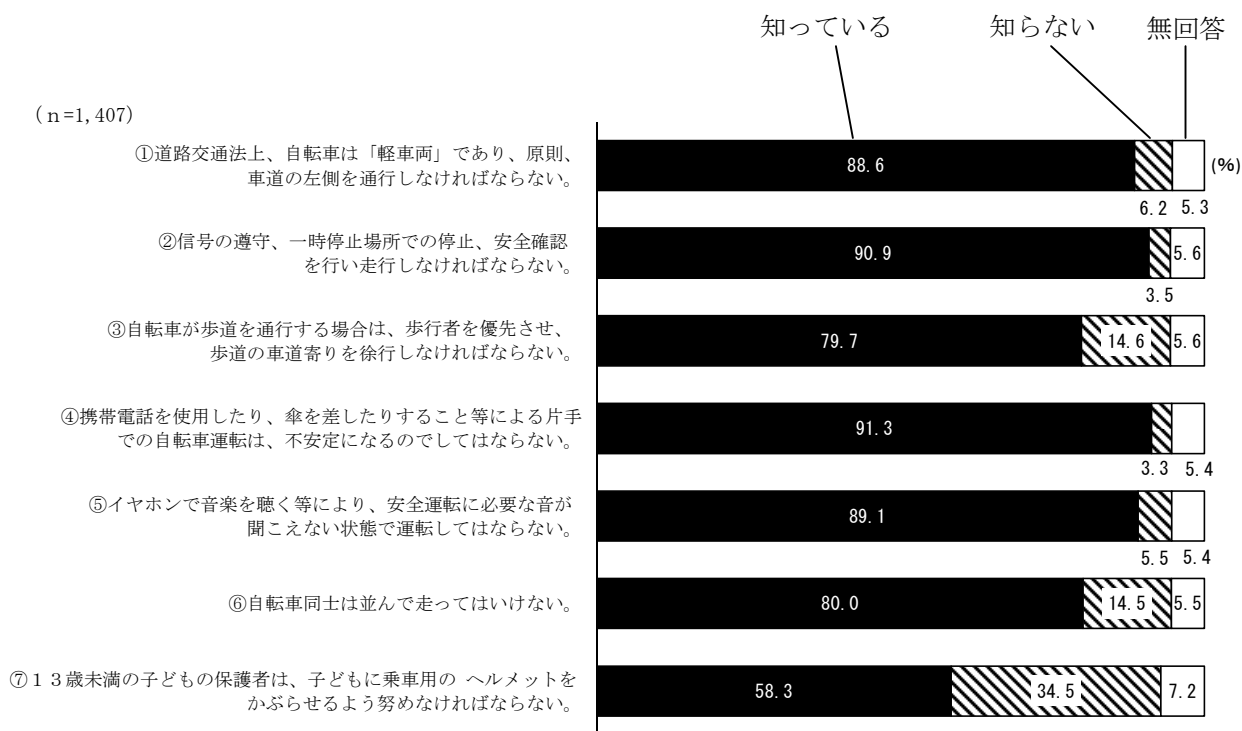 知っている 知らない 無回答
（ｎ=1,407）
①道路交通法上、自転車は「軽車両」であり、原則、
車道の左側を通行しなければならない。
88.6
(%)
6.2 5.3
②信号の遵守、一時停止場所での停止、安全確認
を行い走行しなければならない。
90.9 5.6
3.5
③自転車が歩道を通行する場合は、歩行者を優先させ、
歩道の車道寄りを徐行しなければならない。
79.7 14.6 5.6
④携帯電話を使用したり、傘を差したりすること等による片手
での自転車運転は、不安定になるのでしてはならない。
91.3
3.3 5.4
⑤イヤホンで音楽を聴く等により、安全運転に必要な音が
聞こえない状態で運転してはならない。
89.1
5.5 5.4
⑥自転車同士は並んで走ってはいけない。
80.0 14.5 5.5
⑦１３歳未満の子どもの保護者は、子どもに乗車用の ヘルメットを
かぶらせるよう努めなければならない。
58.3 34.5 7.2